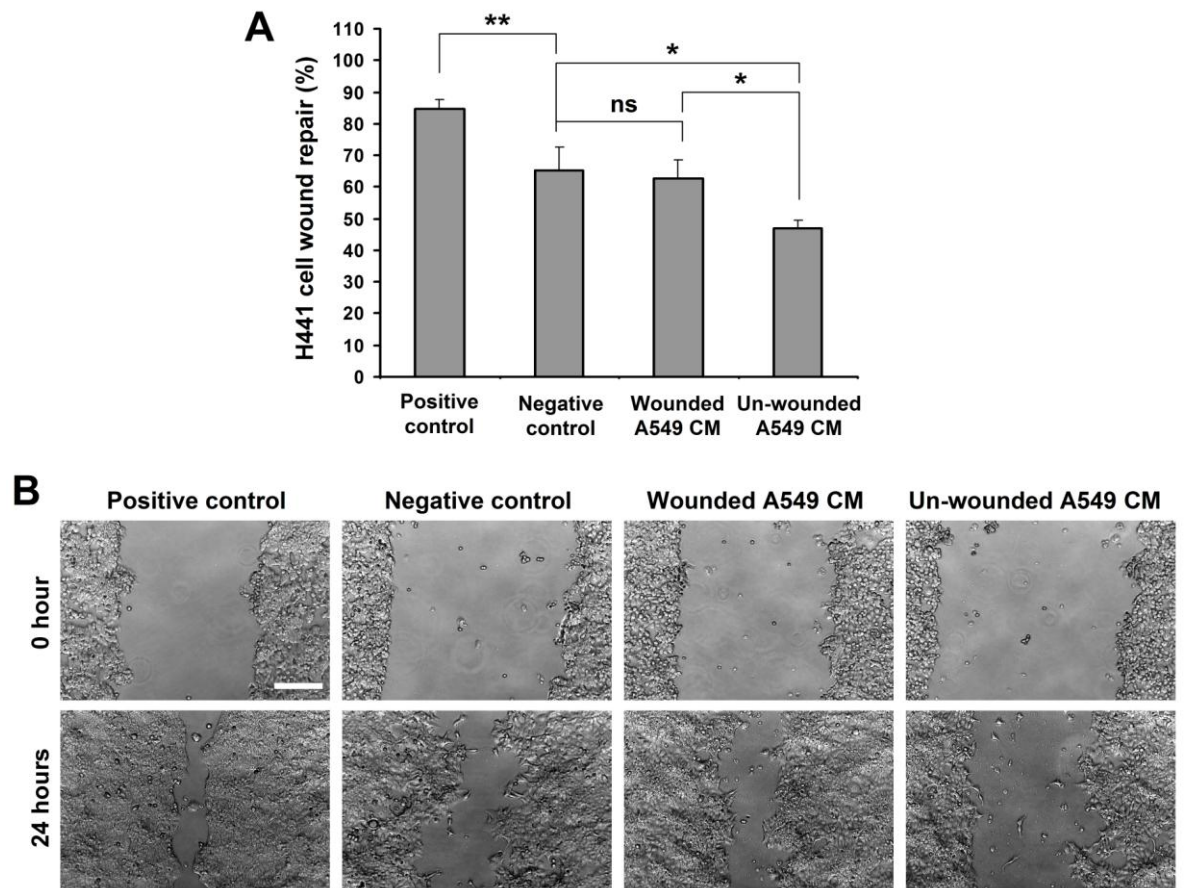 A
H441 cell wound repair (%)
110
100
90
80
70
60
50
40
30
20
10
0
**
*
*
ns
Positive
control
Negative
control
Wounded
A549 CM
Un-wounded
A549 CM
B
Positive control
Negative control
Wounded A549 CM
Un-wounded A549 CM
0 hour
24 hours